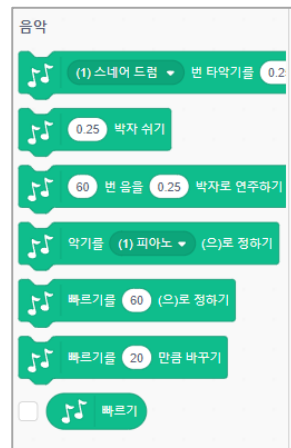 음악
(1) 스네어 드럼 번 타악기를 0.2
0.25 박자 쉬기
60 번 음을 0.25 박자로 연주하기
악기를 (1) 피아노 (으)로 정하기
빠르기를 60 (으)로 정하기
빠르기를 20 만큼 바꾸기
빠르기